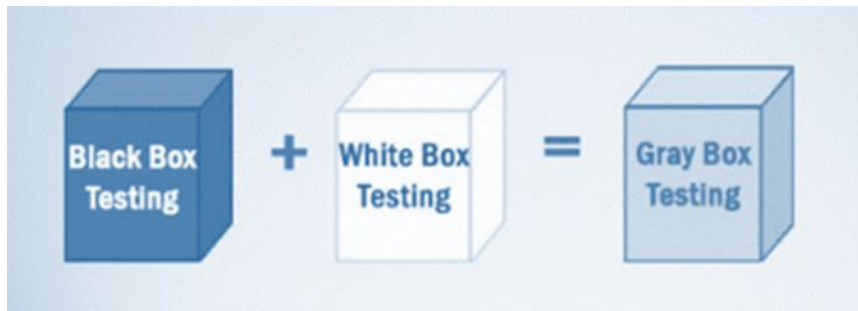 Black Box
Testing
+
White Box
Testing
=
Gray Box
Testing